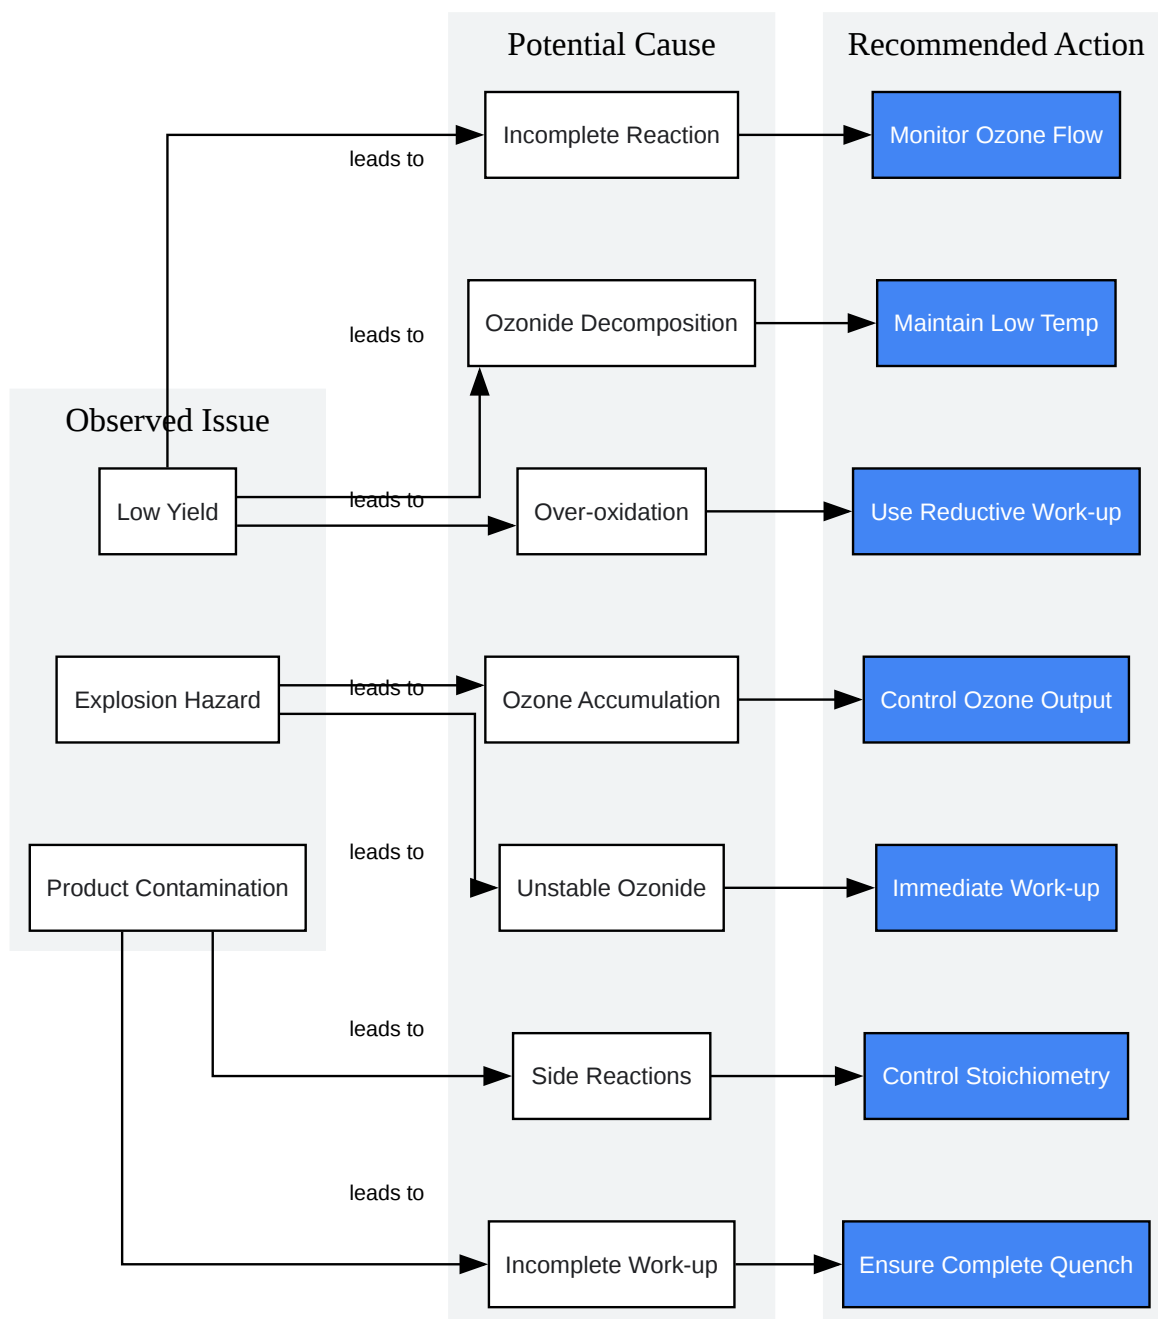 Potential Cause
Recommended Action
Incomplete Reaction
Monitor Ozone Flow
leads to
Ozonide Decomposition
Maintain Low Temp
leads to
Observed Issue
Low Yield
leads to
Over-oxidation
Use Reductive Work-up
Explosion Hazard
leads to
Ozone Accumulation
Control Ozone Output
leads to
Product Contamination
Unstable Ozonide
Immediate Work-up
leads to
Side Reactions
Control Stoichiometry
leads to
Incomplete Work-up
Ensure Complete Quench